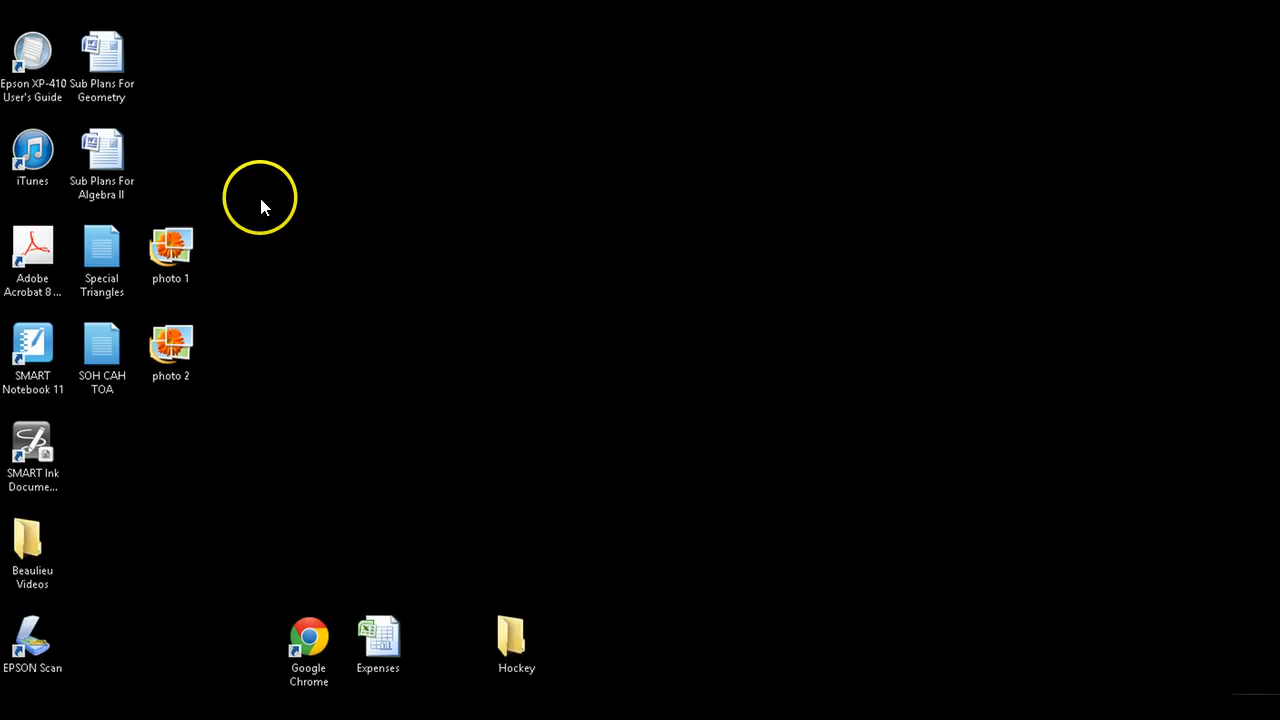 Epson XP-410
User's Guide
Sub Plans For
Geometry
iTunes
Sub Plans For
Algebra II
Adobe
Acrobat 8 ...
Special
Triangles
photo 1
SMART
Notebook 11
SOH CAH
TOA
photo 2
SMART Ink
Docume...
Beaulieu
Videos
EPSON Scan
Google
Chrome
Expenses
Hockey